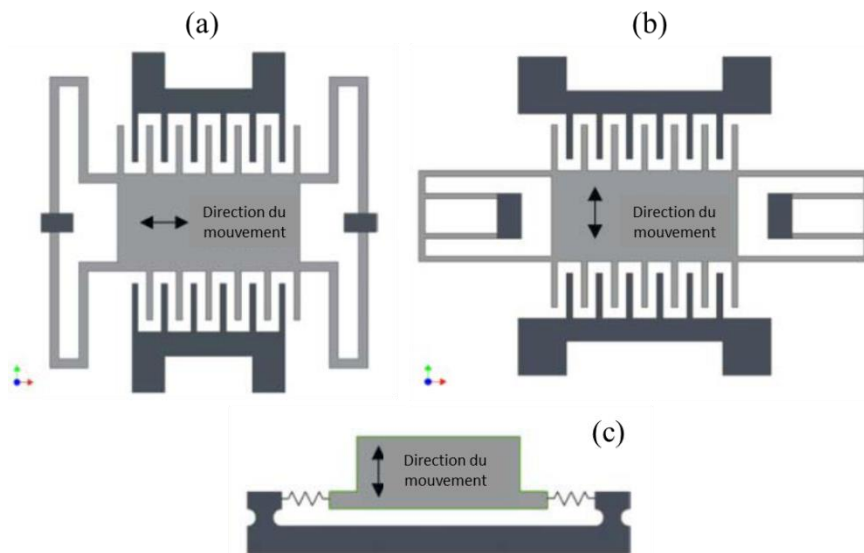 (a)
(b)
Direction du
mouvement
Direction du
mouvement
(c)
Direction du
mouvement